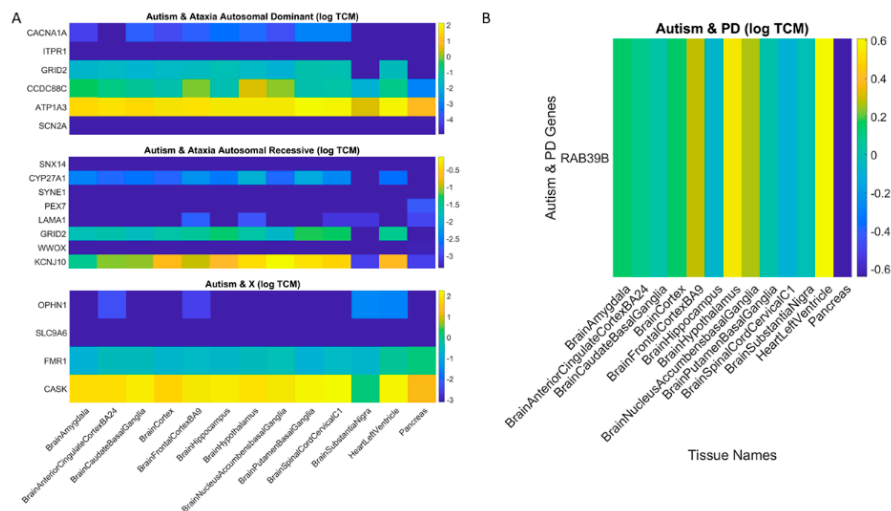 A
Autism & Ataxia Autosomal Dominant (log TCM)
CACNA1A
ITPR1
GRID2
CCDC88C
ATP1A3
SCN2A
2
1
0
-1
-2
-3
-4
Autism & Ataxia Autosomal Recessive (log TCM)
SNX14
CYP27A1
SYNE1
PEX7
LAMA1
GRID2
WWOX
KCNJ10
-0.5
-1
-1.5
-2
-2.5
-3
Autism & X (log TCM)
OPHN1
SLC9A6
FMR1
CASK
2
1
0
-1
-2
-3
BrainAmygdala
BrainAnteriorCingulateCortexBA24
BrainCaudateBasalGanglia
BrainCortex
BrainFrontalCortexBA9
BrainHippocampus
BrainHypothalamus
BrainNucleusAccumbensbasalGanglia
BrainPutamenBasalGanglia
BrainSpinalCordCervicalC1
BrainSubstantiaNigra
HeartLeftVentricle
Pancreas
B
Autism & PD (log TCM)
Autism & PD Genes
RAB39B
0.6
0.4
0.2
0
-0.2
-0.4
-0.6
BrainAmygdala
BrainAnteriorCingulateCortexBA24
BrainCaudateBasalGanglia
BrainCortex
BrainFrontalCortexBA9
BrainHippocampus
BrainHypothalamus
BrainNucleusAccumbensbasalGanglia
BrainPutamenBasalGanglia
BrainSpinalCordCervicalC1
BrainSubstantiaNigra
HeartLeftVentricle
Pancreas
Tissue Names